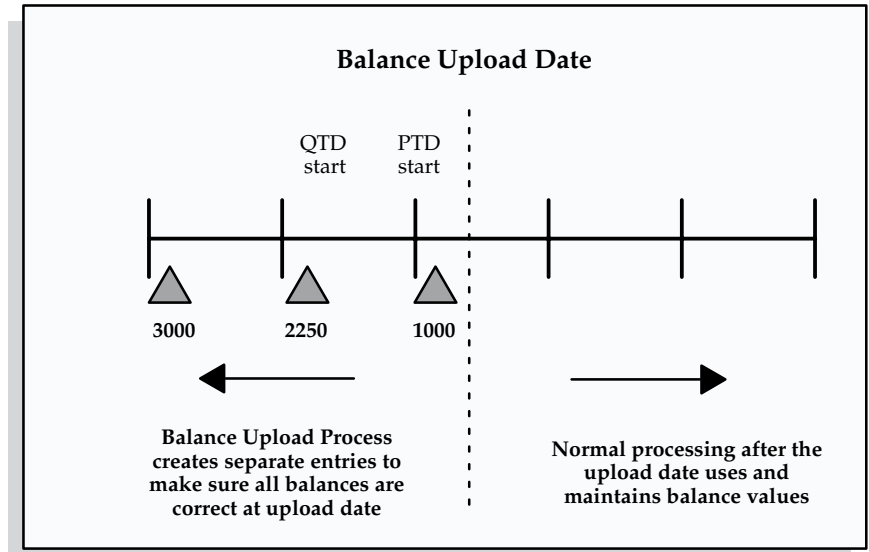 Balance Upload Date
QTD
start
PTD
start
3000
2250
1000
Balance Upload Process
creates separate entries to
make sure all balances are
correct at upload date
Normal processing after the
upload date uses and
maintains balance values